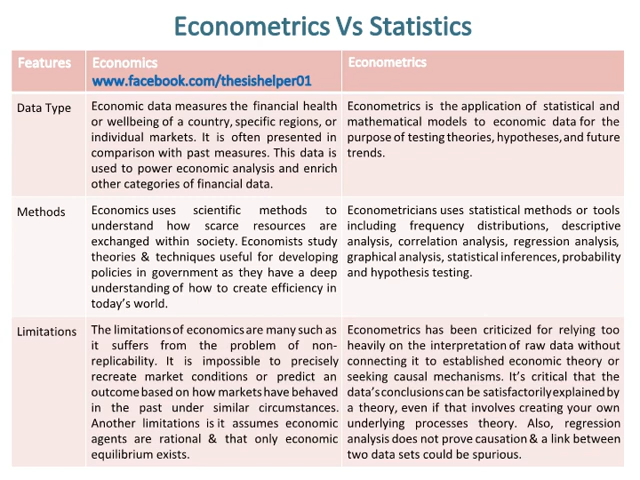 Econometrics Vs Statistics
Features
Economics
www.facebook.com/thesishelper01
Econometrics
Data Type
Economic data measures the financial health
or wellbeing of a country, specific regions, or
individual markets. It is often presented in
comparison with past measures. This data is
used to power economic analysis and enrich
other categories of financial data.
Econometrics is the application of statistical and
mathematical models to economic data for the
purpose of testing theories, hypotheses, and future
trends.
Methods
Economics uses scientific methods to
understand how scarce resources are
exchanged within society. Economists study
theories & techniques useful for developing
policies in government as they have a deep
understanding of how to create efficiency in
today's world.
Econometricians uses statistical methods or tools
including frequency distributions, descriptive
analysis, correlation analysis, regression analysis,
graphical analysis, statistical inferences, probability
and hypothesis testing.
Limitations
The limitations of economics are many such as
it suffers from the problem of non-
replicability. It is impossible to precisely
recreate market conditions or predict an
outcome based on how markets have behaved
in the past under similar circumstances.
Another limitations is it assumes economic
agents are rational & that only economic
equilibrium exists.
Econometrics has been criticized for relying too
heavily on the interpretation of raw data without
connecting it to established economic theory or
seeking causal mechanisms. It's critical that the
data's conclusions can be satisfactorily explained by
a theory, even if that involves creating your own
underlying processes theory. Also, regression
analysis does not prove causation & a link between
two data sets could be spurious.